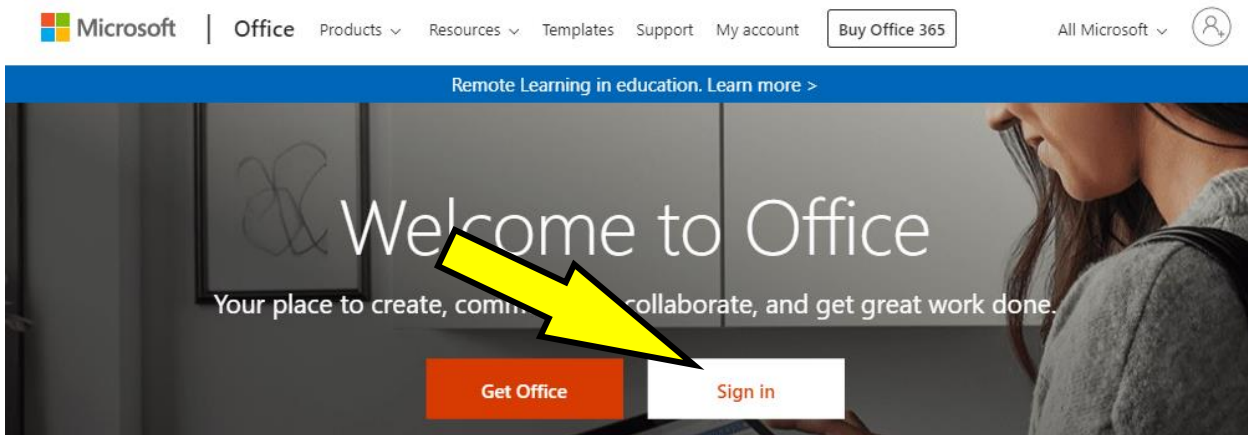 Microsoft Office Products Resources Templates Support My account Buy Office 365 All Microsoft
Remote Learning in education. Learn more >
Welcome to Office
Your place to create, comm collaborate, and get great work done.
Get Office Sign in